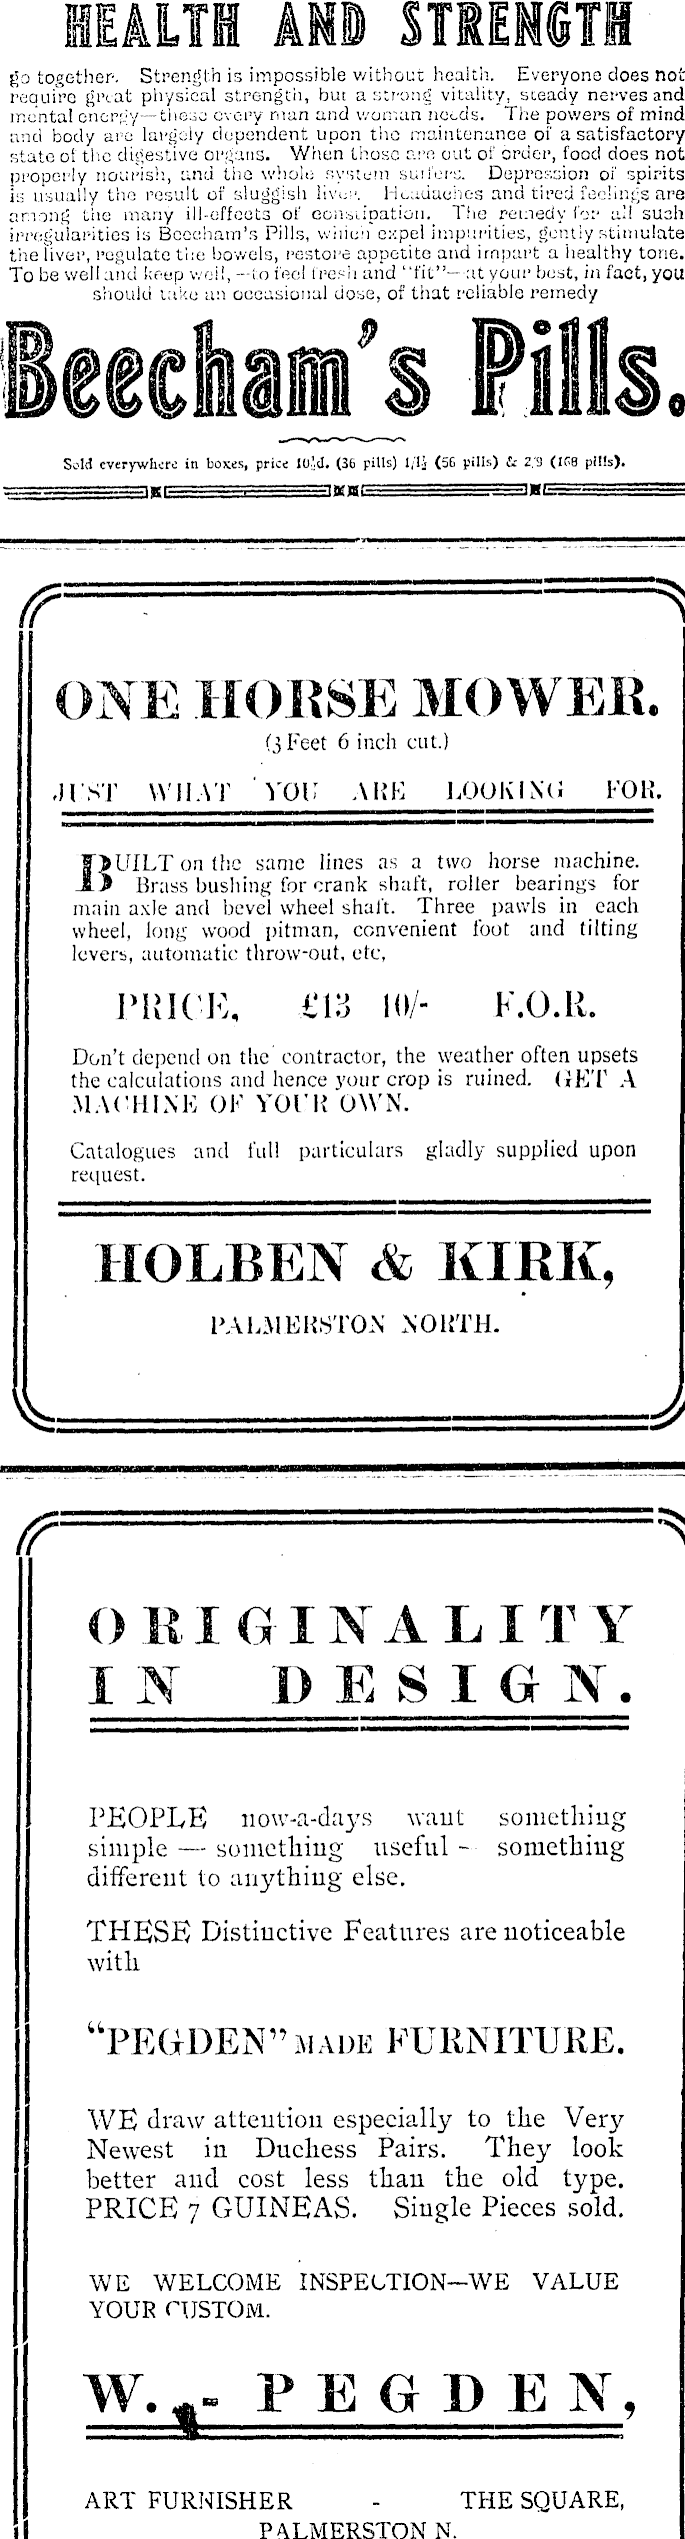 HEALTH AND STRENGTH
go together. Strength is impossible without health. Everyone does not
require great physical strength, but a strong vitality, steady nerves and
mental energy—these every man and woman needs. The powers of mind
and body are largely dependent upon the maintenance of a satisfactory
state of the digestive organs. When those are out of order, food does not
properly nourish, and the whole system suffers. Depression of spirits
is usually the result of sluggish liver. Headaches and tired feelings are
among the many ill-effects of constipation. The remedy for all such
irregularities is Beecham's Pills, which expel impurities, gently stimulate
the liver, regulate the bowels, restore appetite and impart a healthy tone.
To be well and keep well,—to feel fresh and "fit"—at your best, in fact, you
should take an occasional dose, of that reliable remedy
Beecham's Pills.
Sold everywhere in boxes, price 10½d. (36 pills) 1/1½ (56 pills) & 2/9 (168 pills).
ONE HORSE MOWER.
(3 Feet 6 inch cut.)
JUST WHAT YOU ARE LOOKING FOR.
BUILT on the same lines as a two horse machine.
Brass bushing for crank shaft, roller bearings for
main axle and bevel wheel shaft. Three pawls in each
wheel, long wood pitman, convenient foot and tilting
levers, automatic throw-out, etc,
PRICE, £13 10/- F.O.R.
Don't depend on the contractor, the weather often upsets
the calculations and hence your crop is ruined. GET A
MACHINE OF YOUR OWN.
Catalogues and full particulars gladly supplied upon
request.
HOLBEN & KIRK,
PALMERSTON NORTH.
ORIGINALITY
IN DESIGN.
PEOPLE now-a-days want something
simple — something useful - something
different to anything else.
THESE Distinctive Features are noticeable
with
"PEGDEN" MADE FURNITURE.
WE draw attention especially to the Very
Newest in Duchess Pairs. They look
better and cost less than the old type.
PRICE 7 GUINEAS. Single Pieces sold.
WE WELCOME INSPECTION—WE VALUE
YOUR CUSTOM.
W. - PEGDEN,
ART FURNISHER - THE SQUARE,
PALMERSTON N.